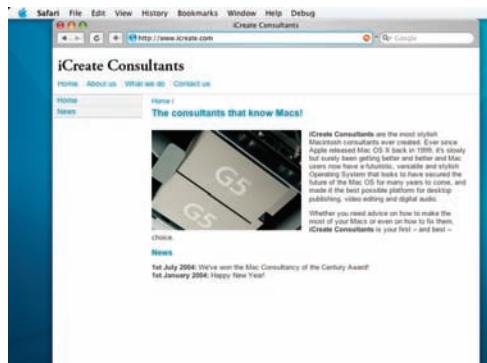 Safari File Edit View History Bookmarks Window Help Debug
iCreate Consultants
http://www.icreate.com
Google
iCreate Consultants
Home About us What we do Contact us
Home
News
Home /
The consultants that know Macs!
G5
G5
iCreate Consultants are the most stylish
Macintosh consultants ever created. Ever since
Apple released Mac OS X back in 1999, it's slowly
but surely been getting better and better and Mac
users now have a futuristic, versatile and stylish
Operating System that looks to have secured the
future of the Mac OS for many years to come, and
made it the best possible platform for desktop
publishing, video editing and digital audio.
Whether you need advice on how to make the
most of your Macs or even on how to fix them,
iCreate Consultants is your first – and best –
choice.
News
1st July 2004: We've won the Mac Consultancy of the Century Award!
1st January 2004: Happy New Year!